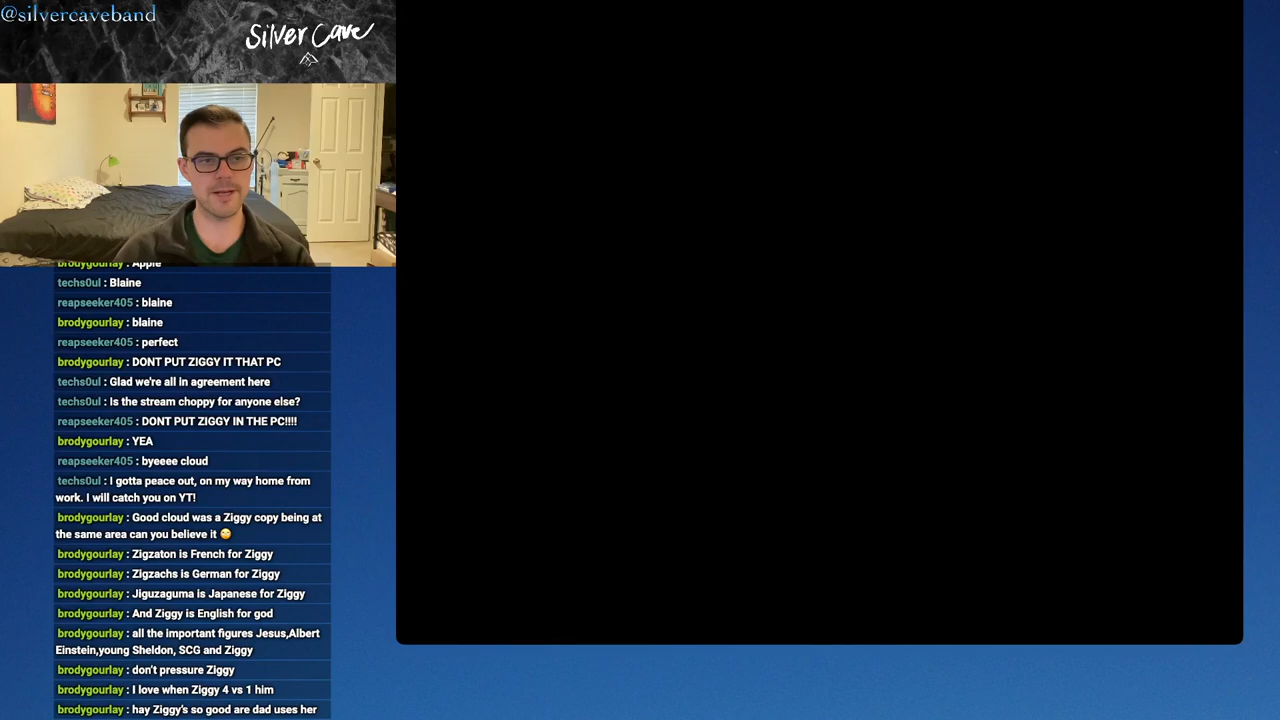 @silvercaveband
Silver Cave
brodygourlay : Apple
techs0ul : Blaine
reapseeker405 : blaine
brodygourlay : blaine
reapseeker405 : perfect
brodygourlay : DONT PUT ZIGGY IT THAT PC
techs0ul : Glad we're all in agreement here
techs0ul : Is the stream choppy for anyone else?
reapseeker405 : DONT PUT ZIGGY IN THE PC!!!!
brodygourlay : YEA
reapseeker405 : byeeee cloud
techs0ul : I gotta peace out, on my way home from
work. I will catch you on YT!
brodygourlay : Good cloud was a Ziggy copy being at
the same area can you believe it 🙄
brodygourlay : Zigzaton is French for Ziggy
brodygourlay : Zigzachs is German for Ziggy
brodygourlay : Jiguzaguma is Japanese for Ziggy
brodygourlay : And Ziggy is English for god
brodygourlay : all the important figures Jesus,Albert
Einstein,young Sheldon, SCG and Ziggy
brodygourlay : don't pressure Ziggy
brodygourlay : I love when Ziggy 4 vs 1 him
brodygourlay : hay Ziggy's so good are dad uses her